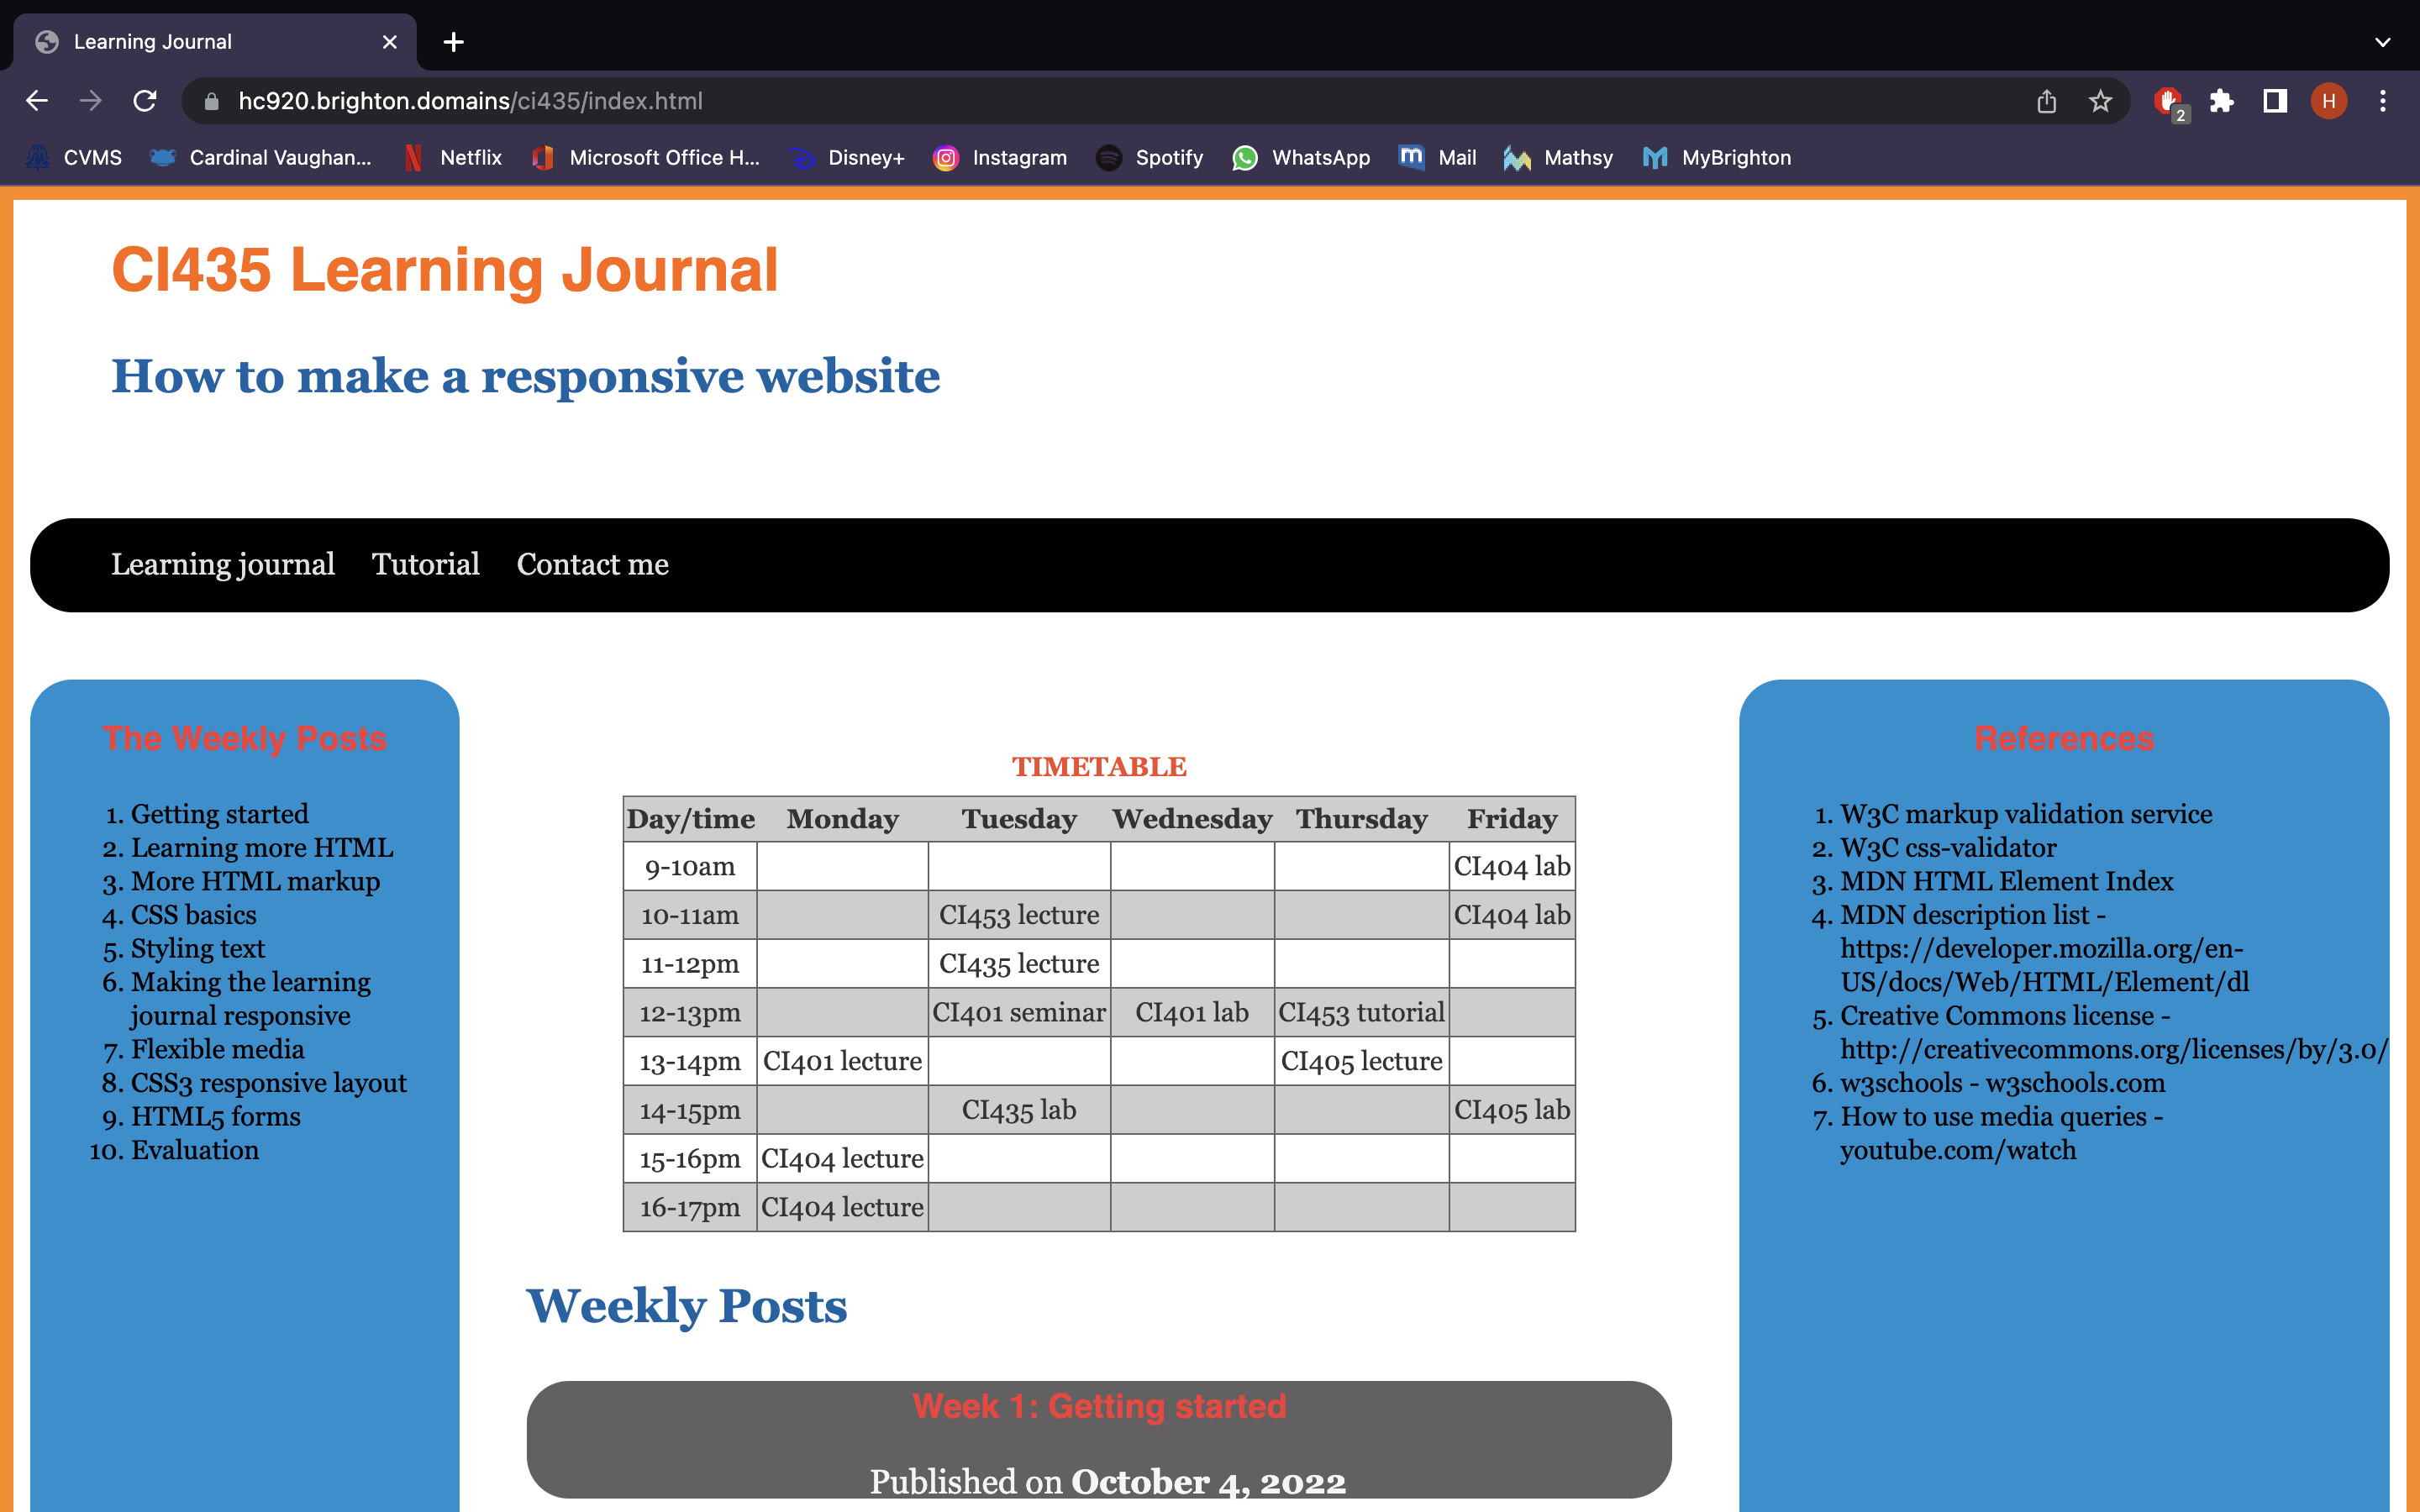 Learning Journal
hc920.brighton.domains/ci435/index.html
2
H
CVMS Cardinal Vaughan... Netflix Microsoft Office H... Disney+ Instagram Spotify WhatsApp Mail Mathsy MyBrighton
CI435 Learning Journal
How to make a responsive website
Learning journal Tutorial Contact me
The Weekly Posts
1. Getting started
2. Learning more HTML
3. More HTML markup
4. CSS basics
5. Styling text
6. Making the learning
journal responsive
7. Flexible media
8. CSS3 responsive layout
9. HTML5 forms
10. Evaluation
TIMETABLE
Day/time Monday Tuesday Wednesday Thursday Friday
9-10am CI404 lab
10-11am CI453 lecture CI404 lab
11-12pm CI435 lecture
12-13pm CI401 seminar CI401 lab CI453 tutorial
13-14pm CI401 lecture CI405 lecture
14-15pm CI435 lab CI405 lab
15-16pm CI404 lecture
16-17pm CI404 lecture
Weekly Posts
Week 1: Getting started
Published on October 4, 2022
References
1. W3C markup validation service
2. W3C css-validator
3. MDN HTML Element Index
4. MDN description list -
https://developer.mozilla.org/en-
US/docs/Web/HTML/Element/dl
5. Creative Commons license -
http://creativecommons.org/licenses/by/3.0/
6. w3schools - w3schools.com
7. How to use media queries -
youtube.com/watch